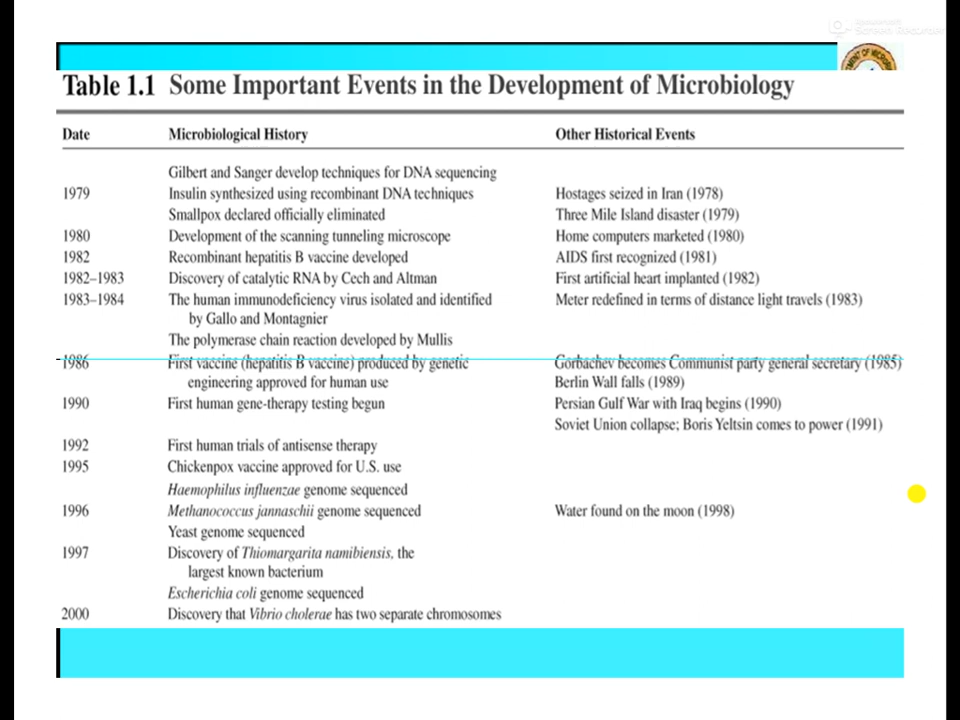 Screen Recorder
Table 1.1 Some Important Events in the Development of Microbiology
Date Microbiological History Other Historical Events
Gilbert and Sanger develop techniques for DNA sequencing
1979 Insulin synthesized using recombinant DNA techniques Hostages seized in Iran (1978)
Smallpox declared officially eliminated Three Mile Island disaster (1979)
1980 Development of the scanning tunneling microscope Home computers marketed (1980)
1982 Recombinant hepatitis B vaccine developed AIDS first recognized (1981)
1982–1983 Discovery of catalytic RNA by Cech and Altman First artificial heart implanted (1982)
1983–1984 The human immunodeficiency virus isolated and identified Meter redefined in terms of distance light travels (1983)
by Gallo and Montagnier
The polymerase chain reaction developed by Mullis
1986 First vaccine (hepatitis B vaccine) produced by genetic Gorbachev becomes Communist party general secretary (1985)
engineering approved for human use Berlin Wall falls (1989)
1990 First human gene-therapy testing begun Persian Gulf War with Iraq begins (1990)
Soviet Union collapse; Boris Yeltsin comes to power (1991)
1992 First human trials of antisense therapy
1995 Chickenpox vaccine approved for U.S. use
Haemophilus influenzae genome sequenced
1996 Methanococcus jannaschii genome sequenced Water found on the moon (1998)
Yeast genome sequenced
1997 Discovery of Thiomargarita namibiensis, the
largest known bacterium
Escherichia coli genome sequenced
2000 Discovery that Vibrio cholerae has two separate chromosomes